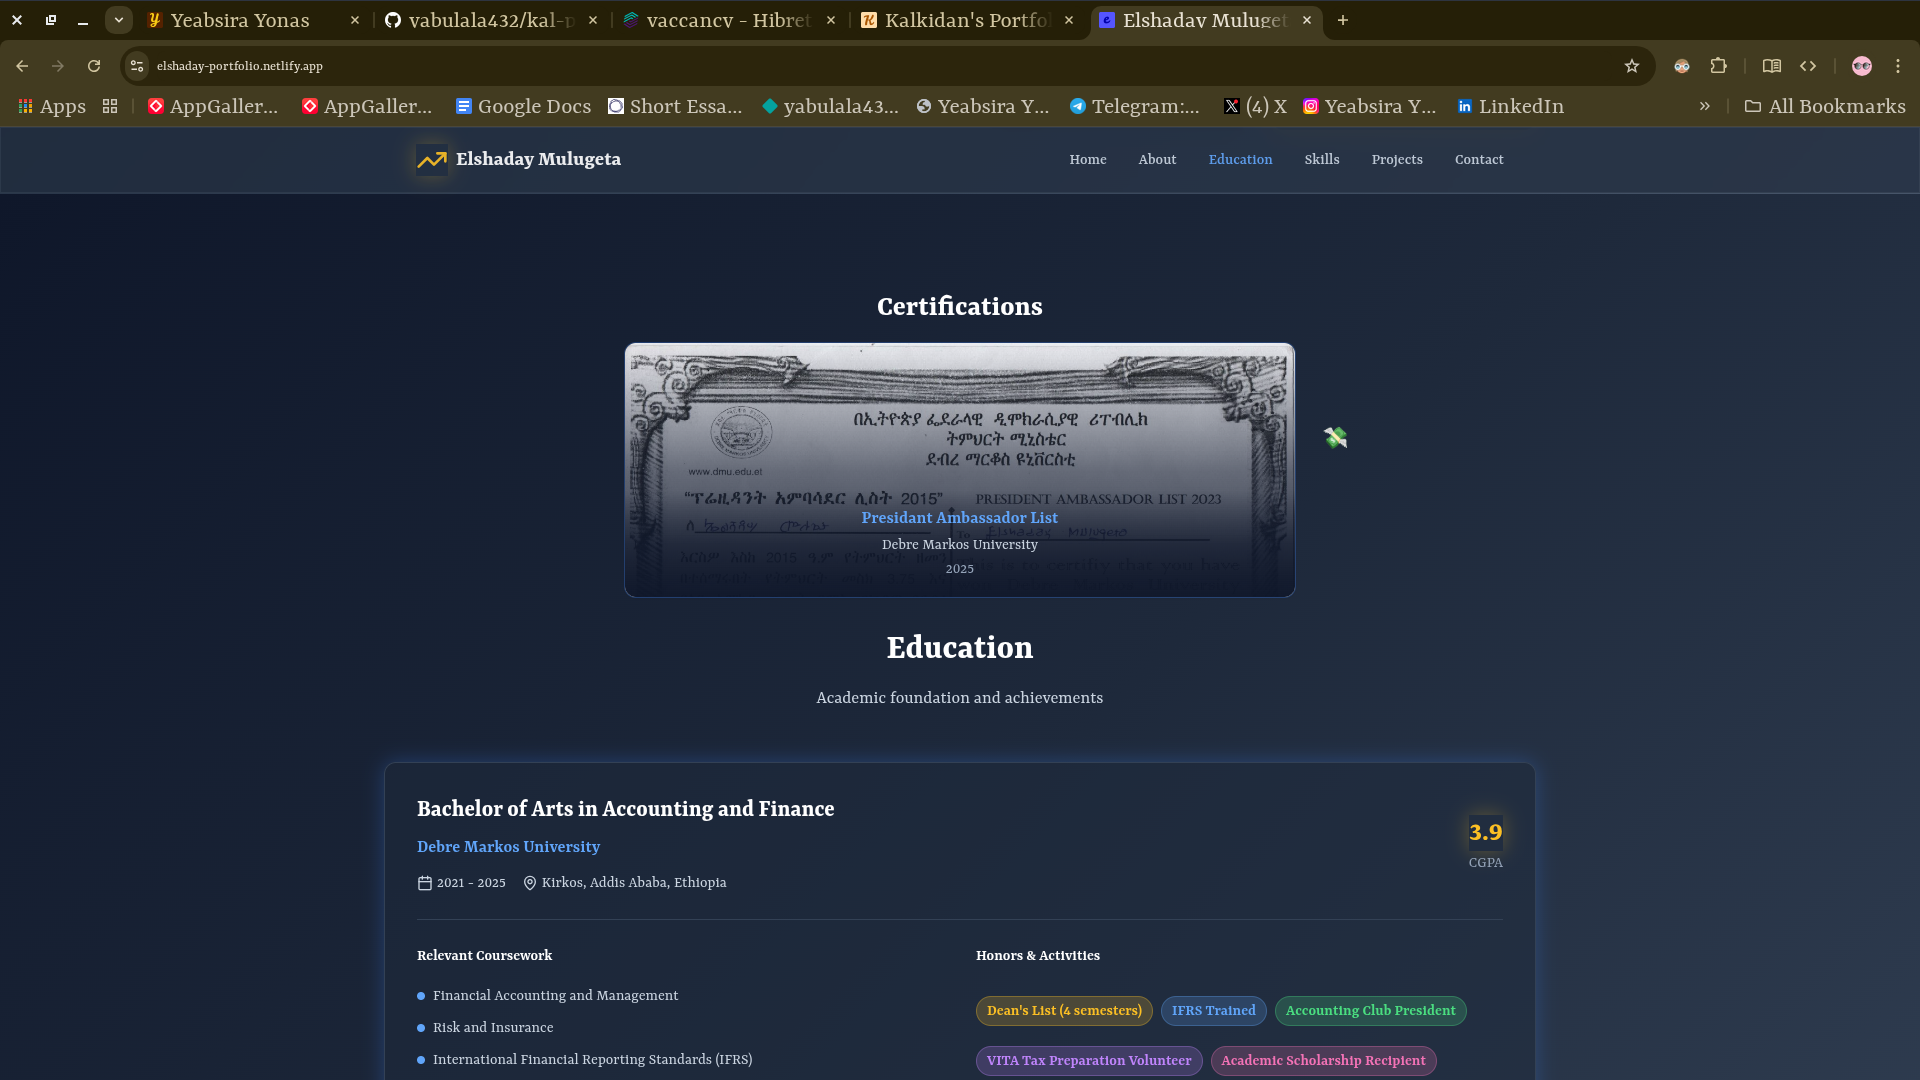 Yeabsira Yonas
yabulala432/kal-p
vaccancy - Hibret
Kalkidan's Portfo
Elshaday Muluget
elshaday-portfolio.netlify.app
Apps
AppGaller...
AppGaller...
Google Docs
Short Essa...
yabulala43...
Yeabsira Y...
Telegram:...
(4) X
Yeabsira Y...
LinkedIn
All Bookmarks
Elshaday Mulugeta
Home
About
Education
Skills
Projects
Contact
Certifications
በኢትዮጵያ ፌደራላዊ ዲሞክራሲያዊ ሪፐብሊክ
ትምህርት ሚኒስቴር
ደብረ ማርቆስ ዩኒቨርስቲ
www.dmu.edu.et
“ፕሬዚዳንት አምባሳደር ሊስት 2015” PRESIDENT AMBASSADOR LIST 2023
Presidant Ambassador List
Debre Markos University
2025
Education
Academic foundation and achievements
Bachelor of Arts in Accounting and Finance
3.9
CGPA
Debre Markos University
2021 - 2025
Kirkos, Addis Ababa, Ethiopia
Relevant Coursework
Financial Accounting and Management
Risk and Insurance
International Financial Reporting Standards (IFRS)
Honors & Activities
Dean's List (4 semesters)
IFRS Trained
Accounting Club President
VITA Tax Preparation Volunteer
Academic Scholarship Recipient